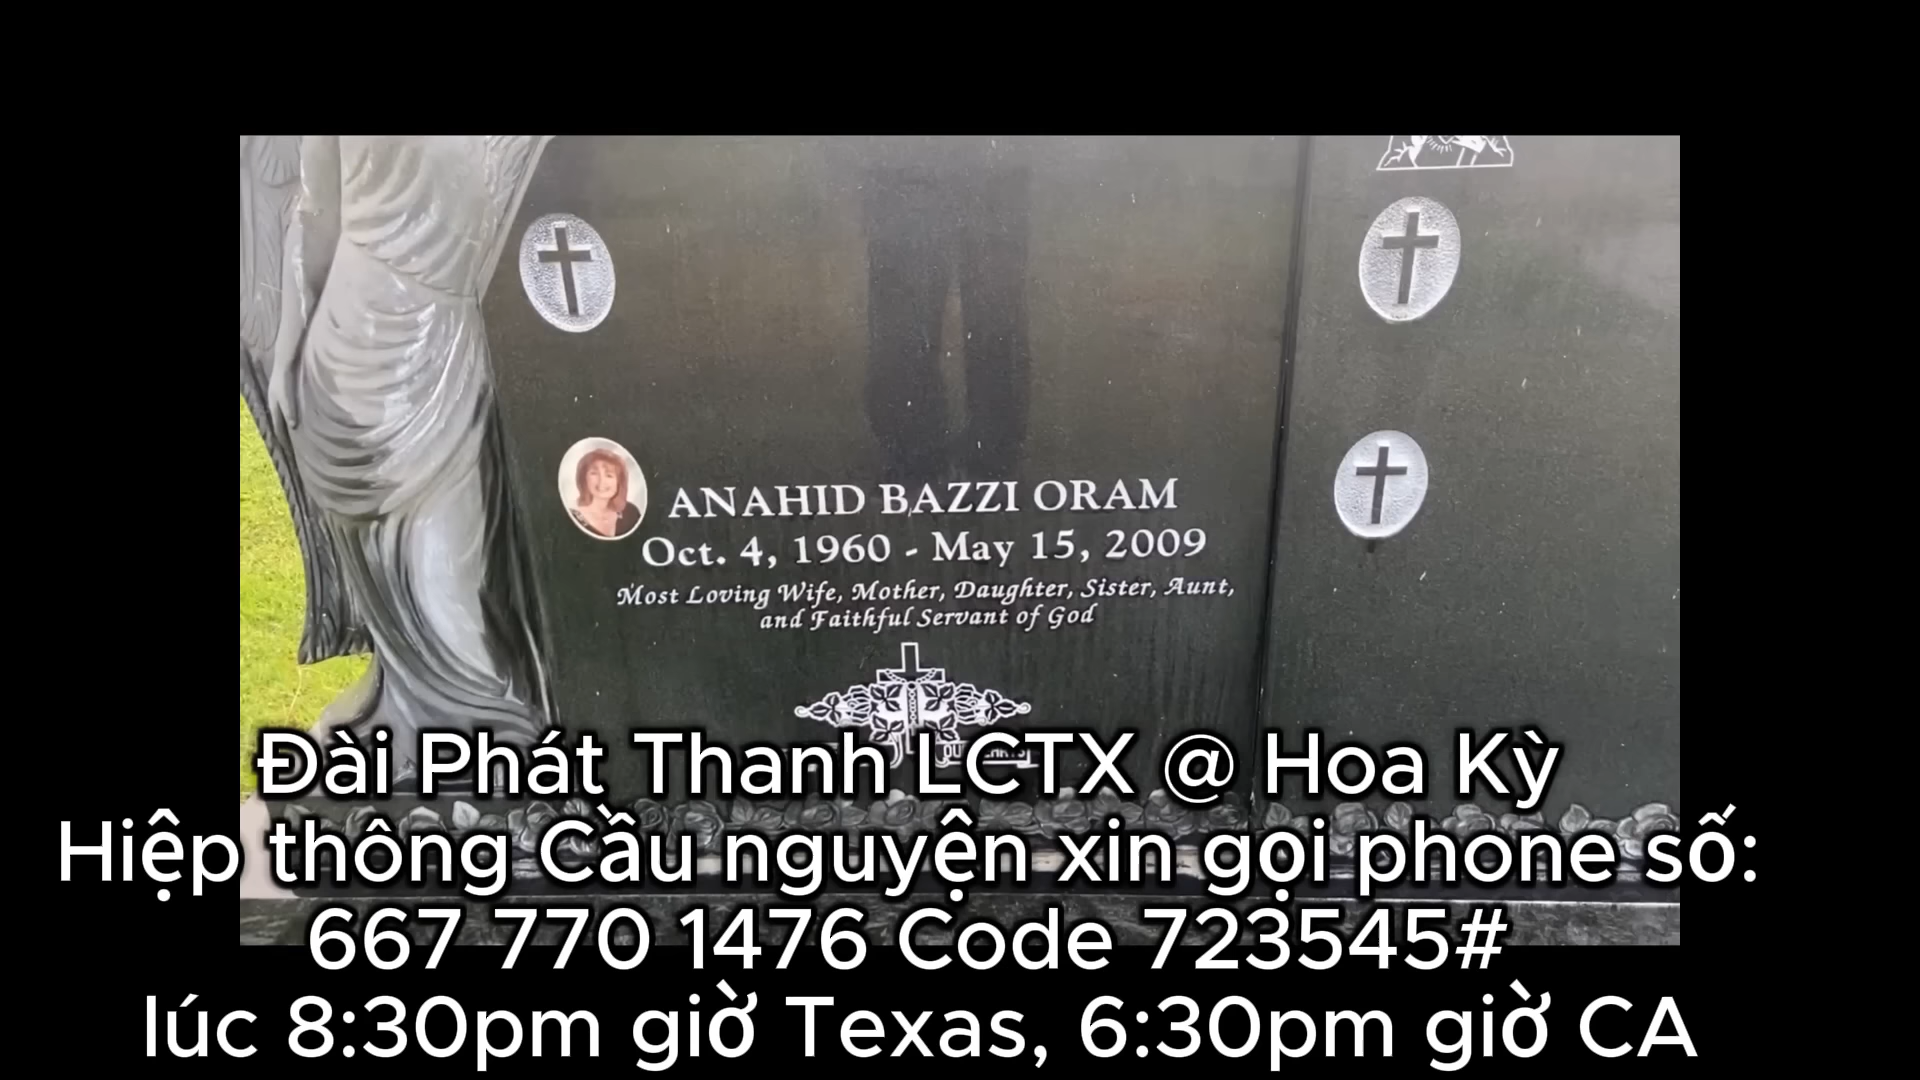 ANAHID BAZZI ORAM
Oct. 4, 1960 - May 15, 2009
Most Loving Wife, Mother, Daughter, Sister, Aunt,
and Faithful Servant of God
Đài Phát Thanh LCTX @ Hoa Kỳ
Hiệp thông Cầu nguyện xin gọi phone số:
667 770 1476 Code 723545#
lúc 8:30pm giờ Texas, 6:30pm giờ CA